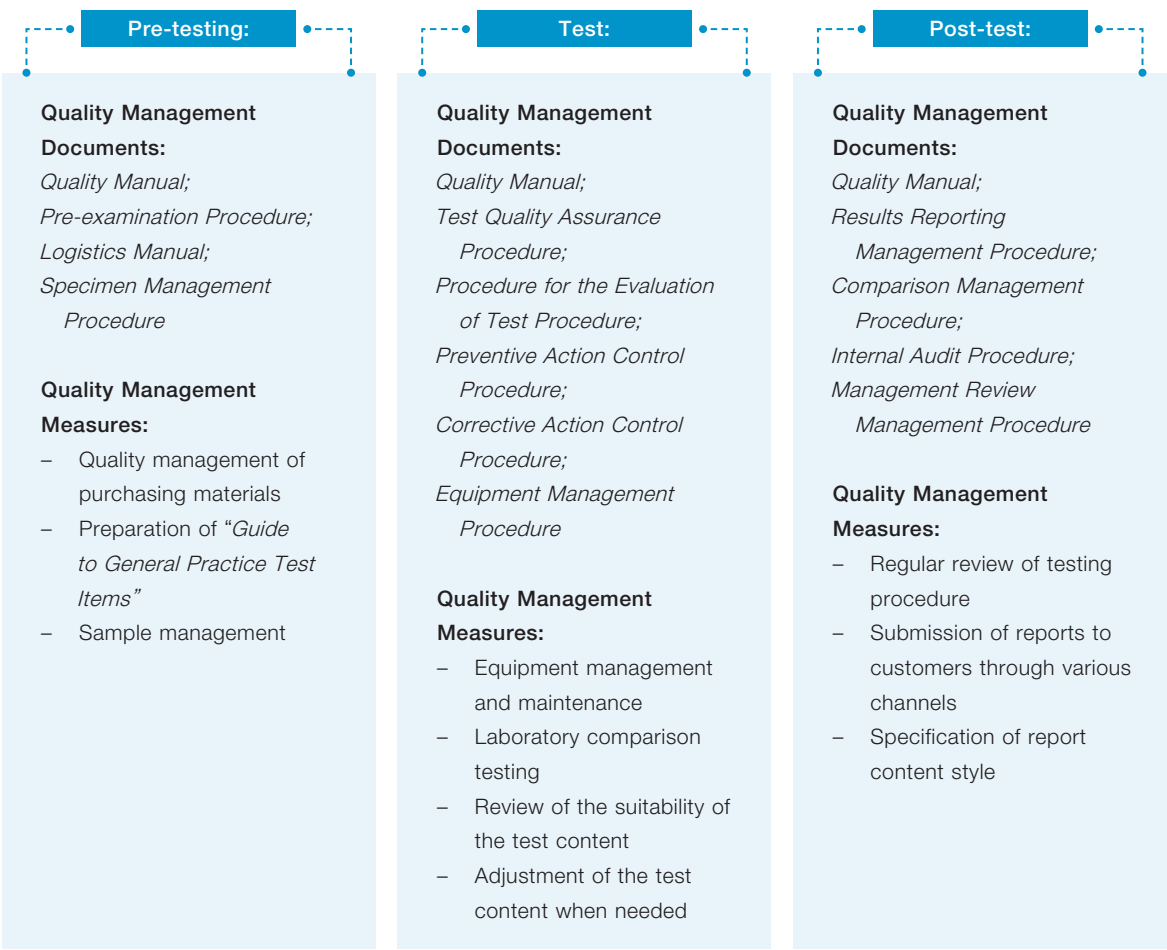 Pre-testing:
Quality Management
Documents:
Quality Manual;
Pre-examination Procedure;
Logistics Manual;
Specimen Management
Procedure
Quality Management
Measures:
– Quality management of
purchasing materials
– Preparation of “Guide
to General Practice Test
Items”
– Sample management
Test:
Quality Management
Documents:
Quality Manual;
Test Quality Assurance
Procedure;
Procedure for the Evaluation
of Test Procedure;
Preventive Action Control
Procedure;
Corrective Action Control
Procedure;
Equipment Management
Procedure
Quality Management
Measures:
– Equipment management
and maintenance
– Laboratory comparison
testing
– Review of the suitability of
the test content
– Adjustment of the test
content when needed
Post-test:
Quality Management
Documents:
Quality Manual;
Results Reporting
Management Procedure;
Comparison Management
Procedure;
Internal Audit Procedure;
Management Review
Management Procedure
Quality Management
Measures:
– Regular review of testing
procedure
– Submission of reports to
customers through various
channels
– Specification of report
content style